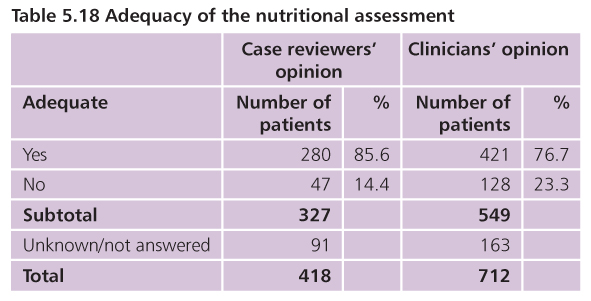 Table 5.18 Adequacy of the nutritional assessment
Case reviewers' opinion Clinicians' opinion
Adequate Number of patients % Number of patients %
Yes 280 85.6 421 76.7
No 47 14.4 128 23.3
Subtotal 327 549
Unknown/not answered 91 163
Total 418 712